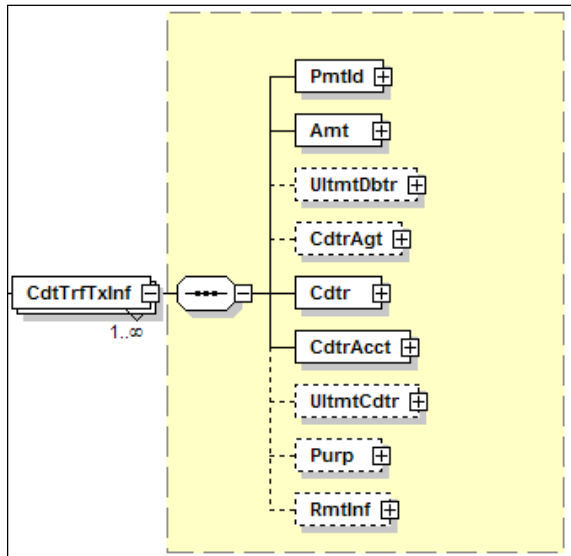 PmtId
Amt
UltmtDbtr
CdtrAgt
CdtTrfTxInf
1..∞
Cdtr
CdtrAcct
UltmtCdtr
Purp
RmtInf